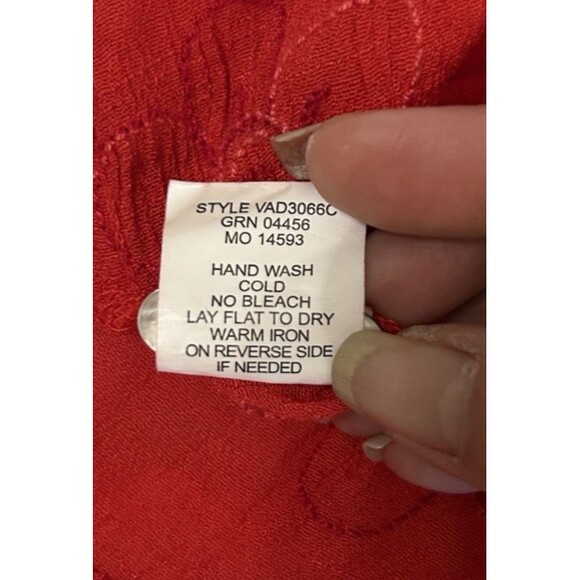 STYLE VAD3066C
GRN 04456
MO 14593
HAND WASH
COLD
NO BLEACH
LAY FLAT TO DRY
WARM IRON
ON REVERSE SIDE
IF NEEDED